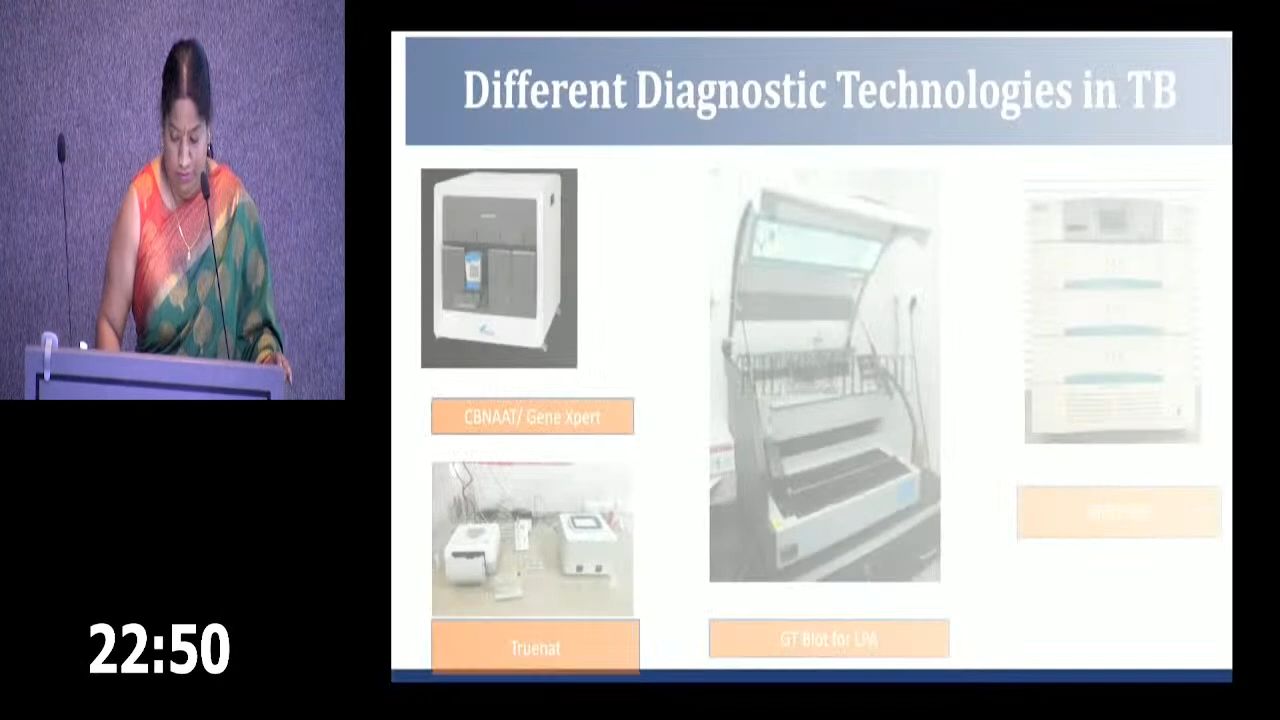 Different Diagnostic Technologies in TB
CBNAAT/ Gene Xpert
Truenat
GT Blot for LPA
22:50